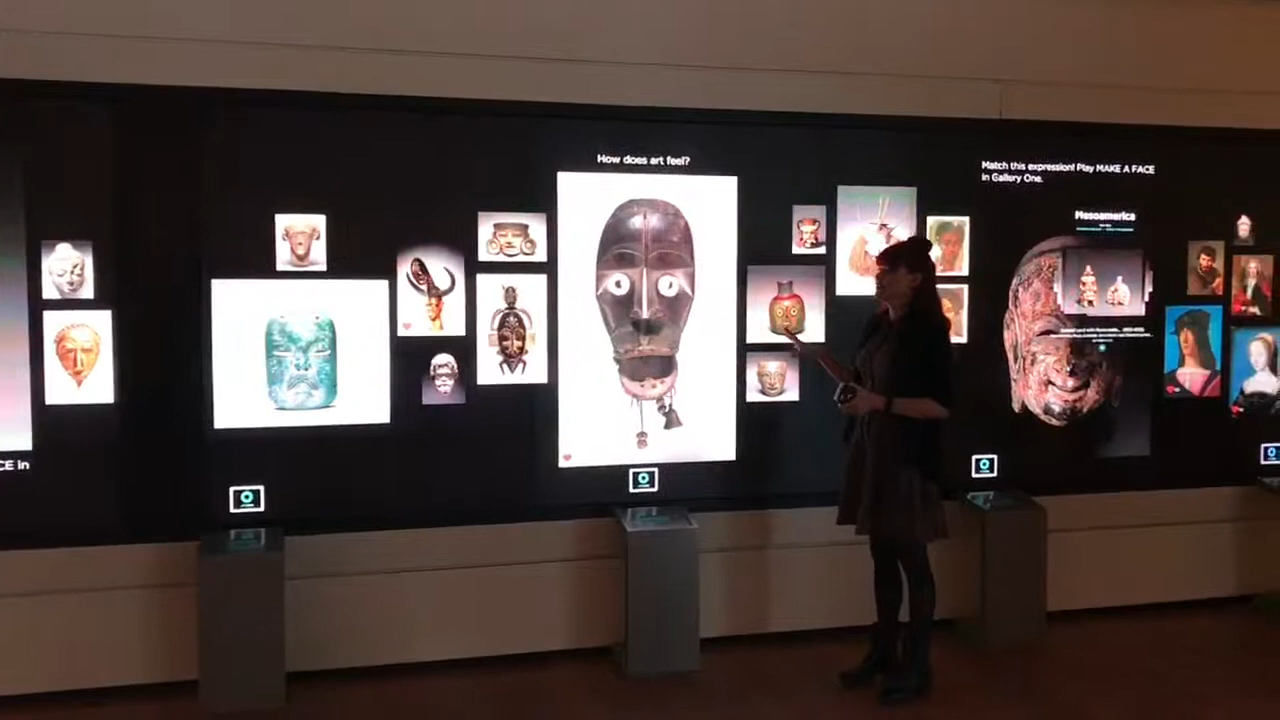 How does art feel?
Match this expression! Play MAKE A FACE
in Gallery One.
Mesoamerica
CE in